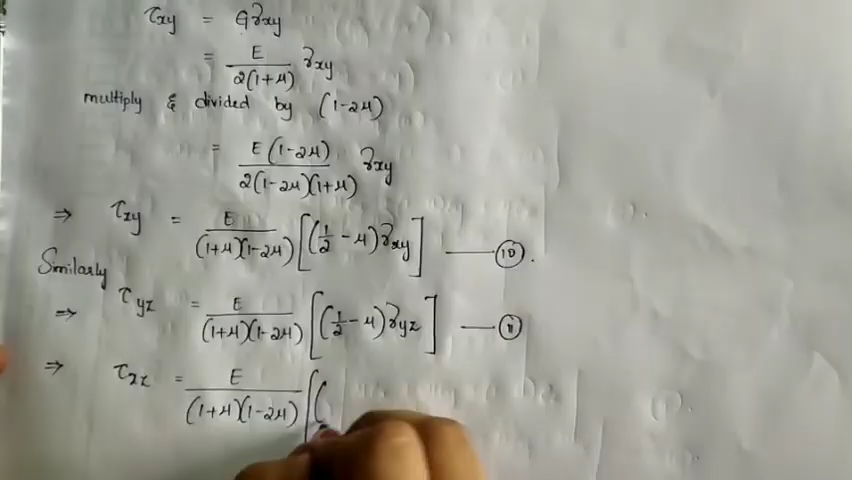 τxy = Gγxy
= E / 2(1+μ) γxy
multiply & divided by (1-2μ)
= E(1-2μ) / 2(1-2μ)(1+μ) γxy
⇒ τxy = E / (1+μ)(1-2μ) [(1/2 - μ)γxy] —— 10.
Similarly
⇒ τyz = E / (1+μ)(1-2μ) [(1/2 - μ)γyz] —— 11
⇒ τzx = E / (1+μ)(1-2μ) [(